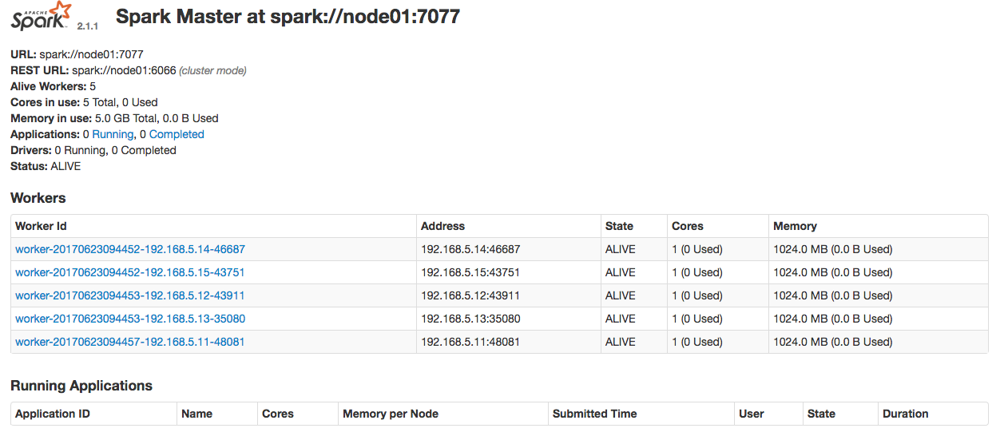 APACHE
Spark 2.1.1 Spark Master at spark://node01:7077
URL: spark://node01:7077
REST URL: spark://node01:6066 (cluster mode)
Alive Workers: 5
Cores in use: 5 Total, 0 Used
Memory in use: 5.0 GB Total, 0.0 B Used
Applications: 0 Running, 0 Completed
Drivers: 0 Running, 0 Completed
Status: ALIVE
Workers
Worker Id Address State Cores Memory
worker-20170623094452-192.168.5.14-46687 192.168.5.14:46687 ALIVE 1 (0 Used) 1024.0 MB (0.0 B Used)
worker-20170623094452-192.168.5.15-43751 192.168.5.15:43751 ALIVE 1 (0 Used) 1024.0 MB (0.0 B Used)
worker-20170623094453-192.168.5.12-43911 192.168.5.12:43911 ALIVE 1 (0 Used) 1024.0 MB (0.0 B Used)
worker-20170623094453-192.168.5.13-35080 192.168.5.13:35080 ALIVE 1 (0 Used) 1024.0 MB (0.0 B Used)
worker-20170623094457-192.168.5.11-48081 192.168.5.11:48081 ALIVE 1 (0 Used) 1024.0 MB (0.0 B Used)
Running Applications
Application ID Name Cores Memory per Node Submitted Time User State Duration